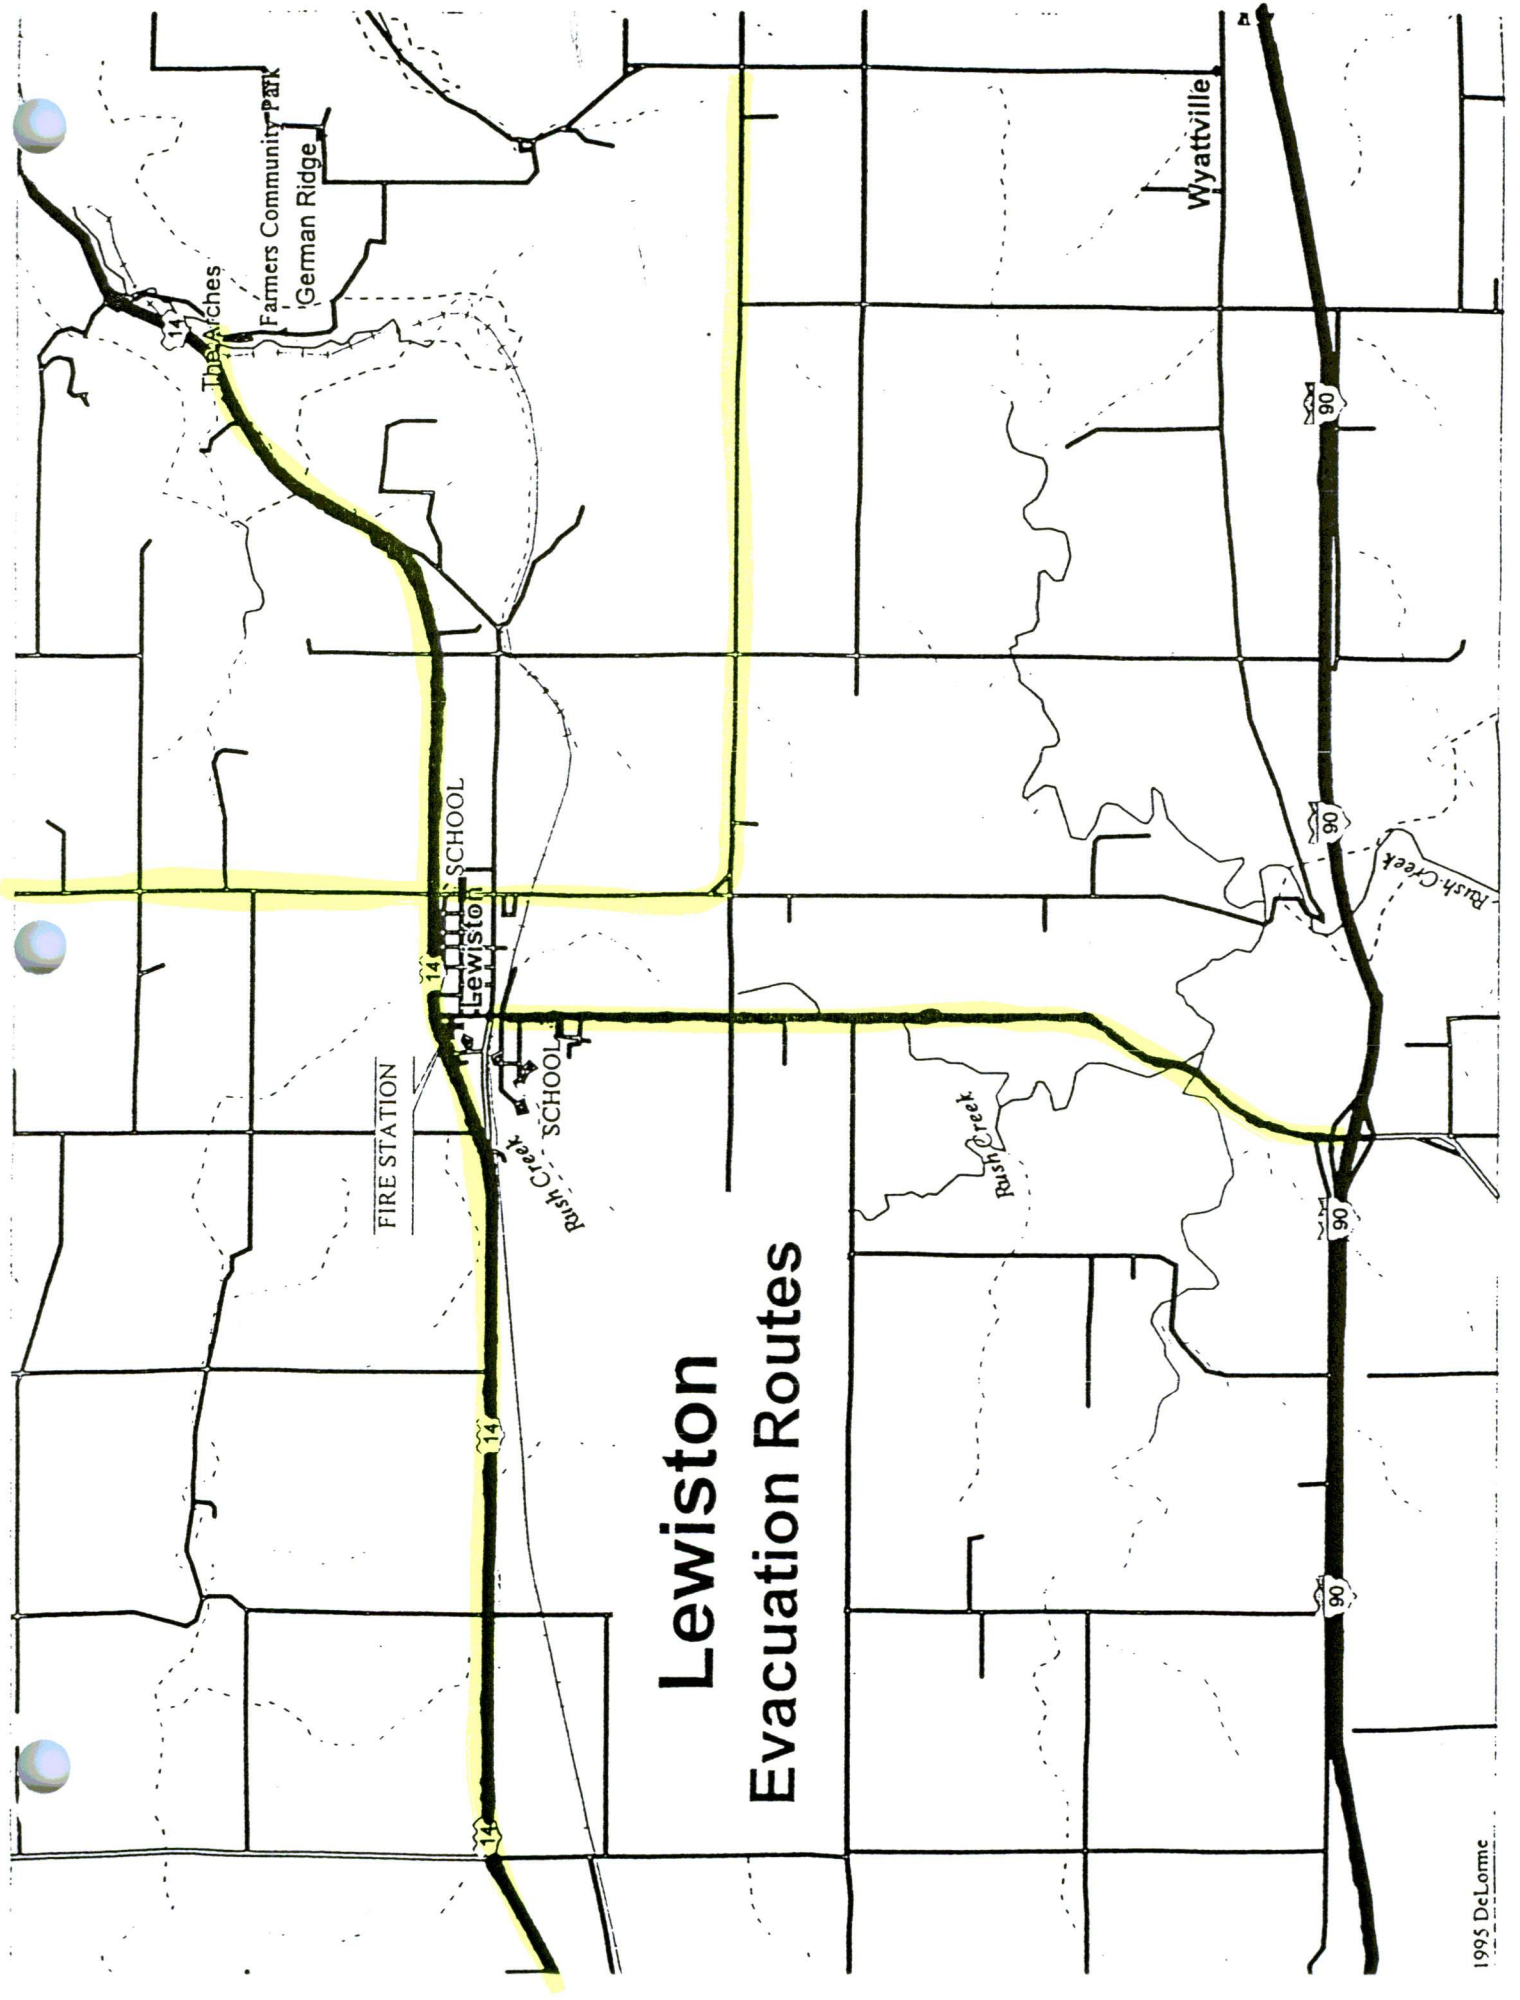 Farmers Community Park
German Ridge
The Arches
14
SCHOOL
Lewiston
14
FIRE STATION
SCHOOL
Rush Creek
14
14
Wyattville
90
90
Rush Creek
Rush Creek
90
90
Lewiston
Evacuation Routes
1995 DeLorme